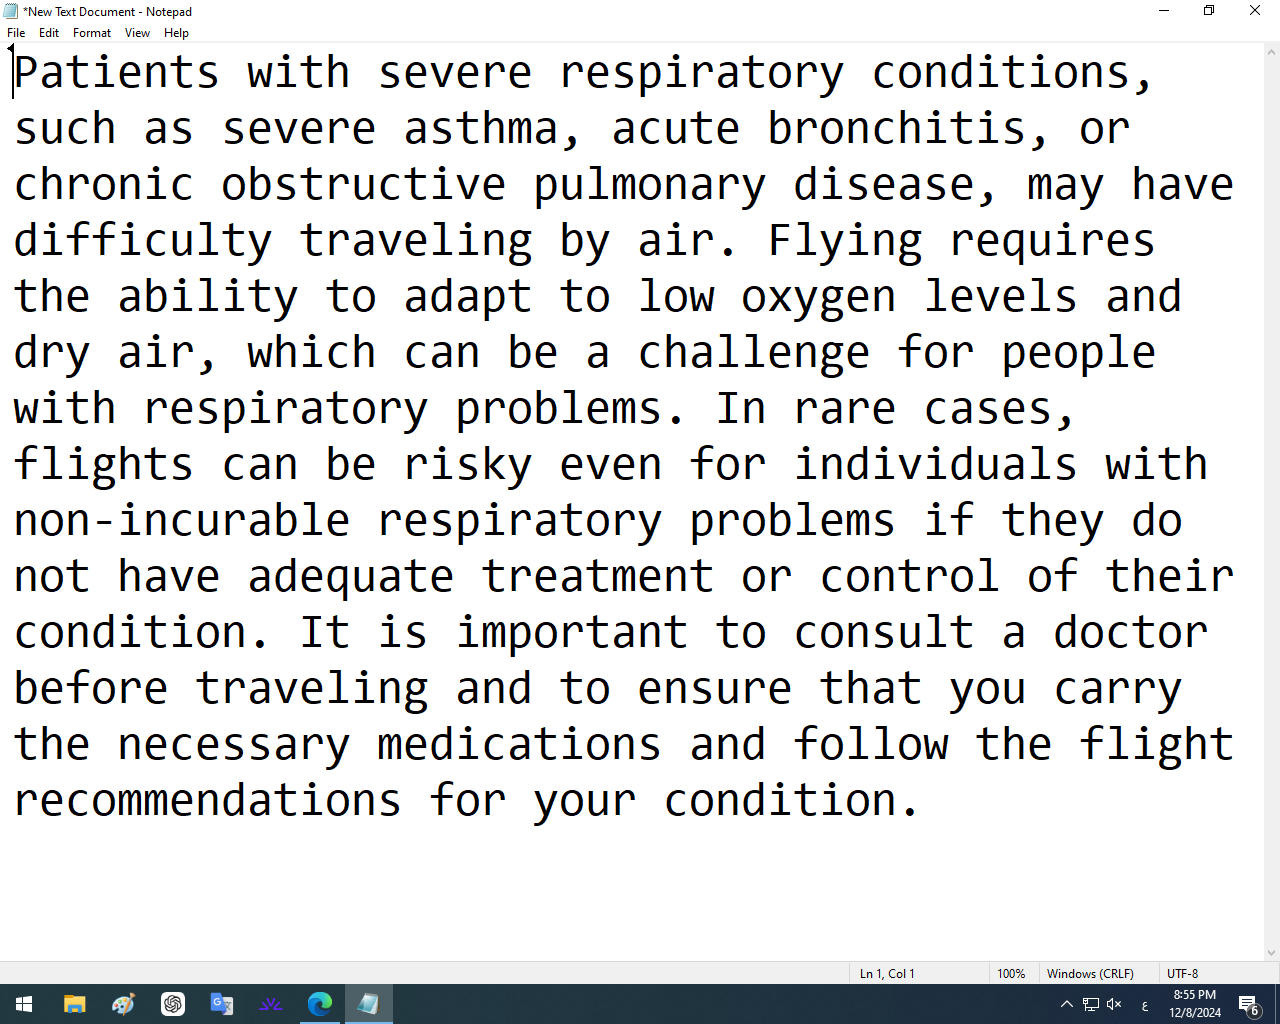 *New Text Document - Notepad
File Edit Format View Help
Patients with severe respiratory conditions,
such as severe asthma, acute bronchitis, or
chronic obstructive pulmonary disease, may have
difficulty traveling by air. Flying requires
the ability to adapt to low oxygen levels and
dry air, which can be a challenge for people
with respiratory problems. In rare cases,
flights can be risky even for individuals with
non-incurable respiratory problems if they do
not have adequate treatment or control of their
condition. It is important to consult a doctor
before traveling and to ensure that you carry
the necessary medications and follow the flight
recommendations for your condition.
Ln 1, Col 1 100% Windows (CRLF) UTF-8
ع 8:55 PM
12/8/2024 6